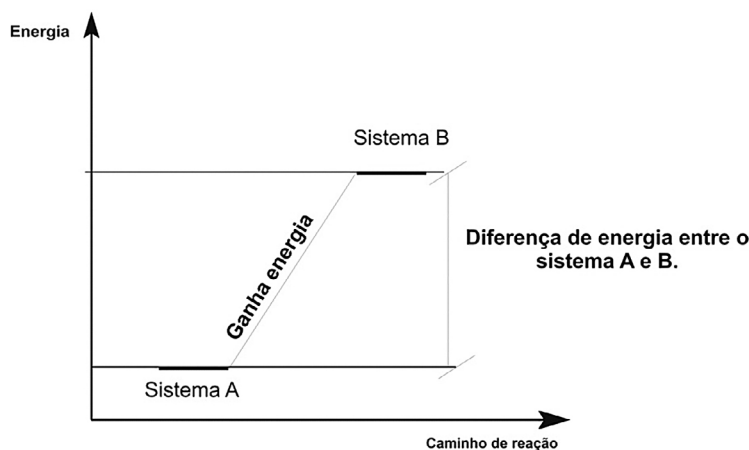 Energia
Sistema B
Ganha energia
Diferença de energia entre o
sistema A e B.
Sistema A
Caminho de reação